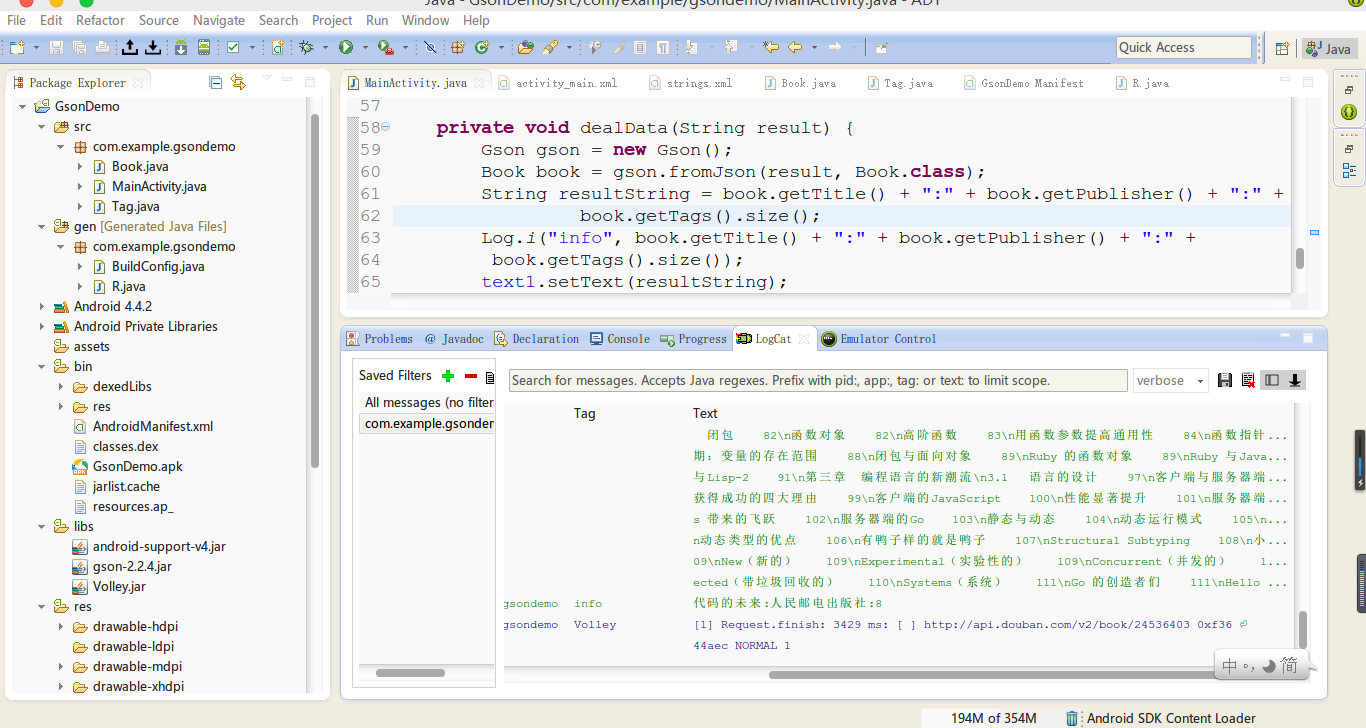 Java - GsonDemo/src/com/example/gsondemo/MainActivity.java - ADT
File Edit Refactor Source Navigate Search Project Run Window Help
Quick Access
Java
Package Explorer
GsonDemo
src
com.example.gsondemo
Book.java
MainActivity.java
Tag.java
gen [Generated Java Files]
com.example.gsondemo
BuildConfig.java
R.java
Android 4.4.2
Android Private Libraries
assets
bin
dexedLibs
res
AndroidManifest.xml
classes.dex
GsonDemo.apk
jarlist.cache
resources.ap_
libs
android-support-v4.jar
gson-2.2.4.jar
Volley.jar
res
drawable-hdpi
drawable-ldpi
drawable-mdpi
drawable-xhdpi
MainActivity.java activity_main.xml strings.xml Book.java Tag.java GsonDemo Manifest R.java
57
58 private void dealData(String result) {
59 Gson gson = new Gson();
60 Book book = gson.fromJson(result, Book.class);
61 String resultString = book.getTitle() + ":" + book.getPublisher() + ":" +
62 book.getTags().size();
63 Log.i("info", book.getTitle() + ":" + book.getPublisher() + ":" +
64 book.getTags().size());
65 text1.setText(resultString);
Problems @ Javadoc Declaration Console Progress LogCat Emulator Control
Saved Filters
All messages (no filter
com.example.gsonder
Search for messages. Accepts Java regexes. Prefix with pid:, app:, tag: or text: to limit scope.
verbose
Tag Text
闭包 82\n函数对象 82\n高阶函数 83\n用函数参数提高通用性 84\n函数指针...
期：变量的存在范围 88\n闭包与面向对象 89\nRuby 的函数对象 89\nRuby 与Java...
与Lisp-2 91\n第三章 编程语言的新潮流\n3.1 语言的设计 97\n客户端与服务器端...
获得成功的四大理由 99\n客户端的JavaScript 100\n性能显著提升 101\n服务器端...
s 带来的飞跃 102\n服务器端的Go 103\n静态与动态 104\n动态运行模式 105\n...
n动态类型的优点 106\n有鸭子样的就是鸭子 107\nStructural Subtyping 108\n小...
09\nNew（新的） 109\nExperimental（实验性的） 109\nConcurrent（并发的） 1...
ected（带垃圾回收的） 110\nSystems（系统） 111\nGo 的创造者们 111\nHello ...
gsondemo info 代码的未来:人民邮电出版社:8
gsondemo Volley [1] Request.finish: 3429 ms: [ ] http://api.douban.com/v2/book/24536403 0xf36
44aec NORMAL 1
中 °, 简
194M of 354M Android SDK Content Loader